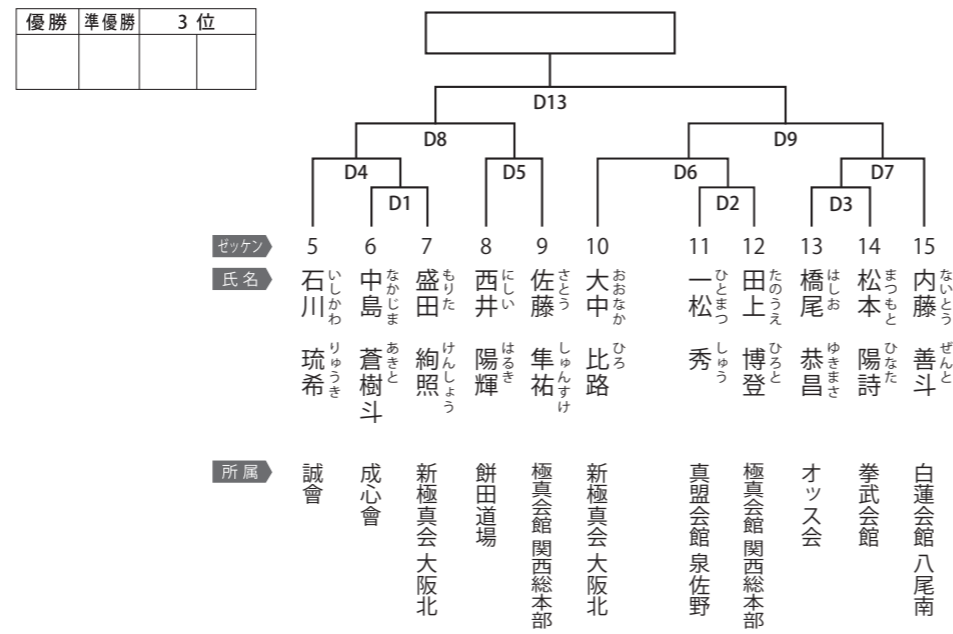 優勝 準優勝 3位
D13
D8 D9
D4 D5 D6 D7
D1 D2 D3
ゼッケン 5 6 7 8 9 10 11 12 13 14 15
氏名
石川 琉希
いしかわ りゅうき
中島 蒼樹斗
なかじま あきと
盛田 絢照
もりた けんしょう
西井 陽輝
にしい はるき
佐藤 隼祐
さとう しゅんすけ
大中 比路
おおなか ひろ
一松 秀
ひとまつ しゅう
田上 博登
たのうえ ひろと
橋尾 恭昌
はしお ゆきまさ
松本 陽詩
まつもと ひなた
内藤 善斗
ないとう ぜんと
所属
誠會
成心會
新極真会 大阪北
餅田道場
極真会館 関西総本部
新極真会 大阪北
真盟会館 泉佐野
極真会館 関西総本部
オッス会
拳武会館
白蓮会館 八尾南